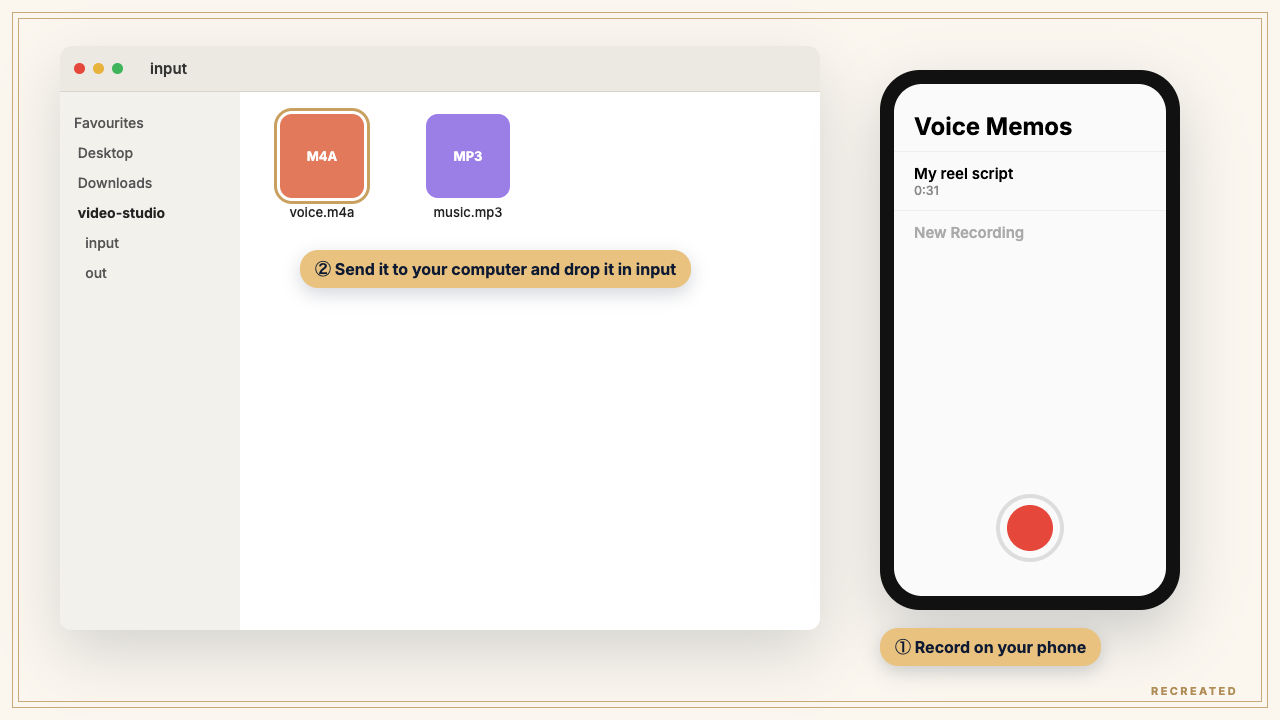 input
Favourites
Desktop
Downloads
video-studio
input
out
M4A
voice.m4a
MP3
music.mp3
② Send it to your computer and drop it in input
Voice Memos
My reel script
0:31
New Recording
① Record on your phone
RECREATED